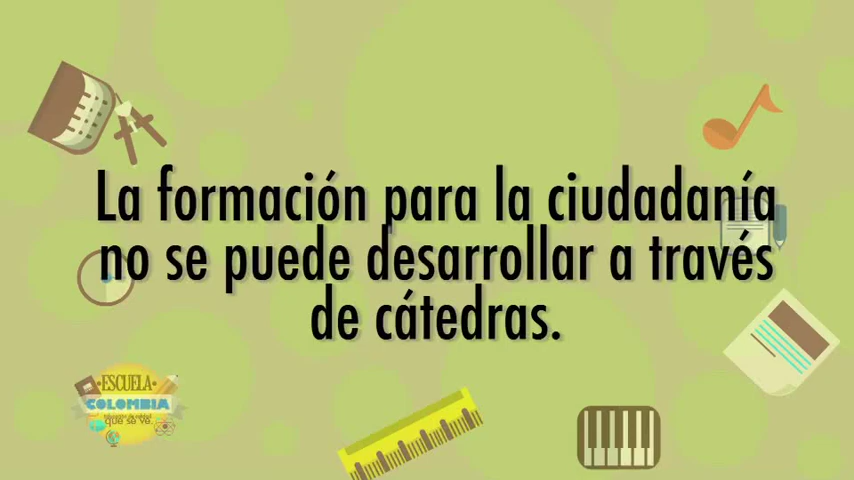 La formación para la ciudadanía
no se puede desarrollar a través
de cátedras.
ESCUELA
COLOMBIA
que se ve.